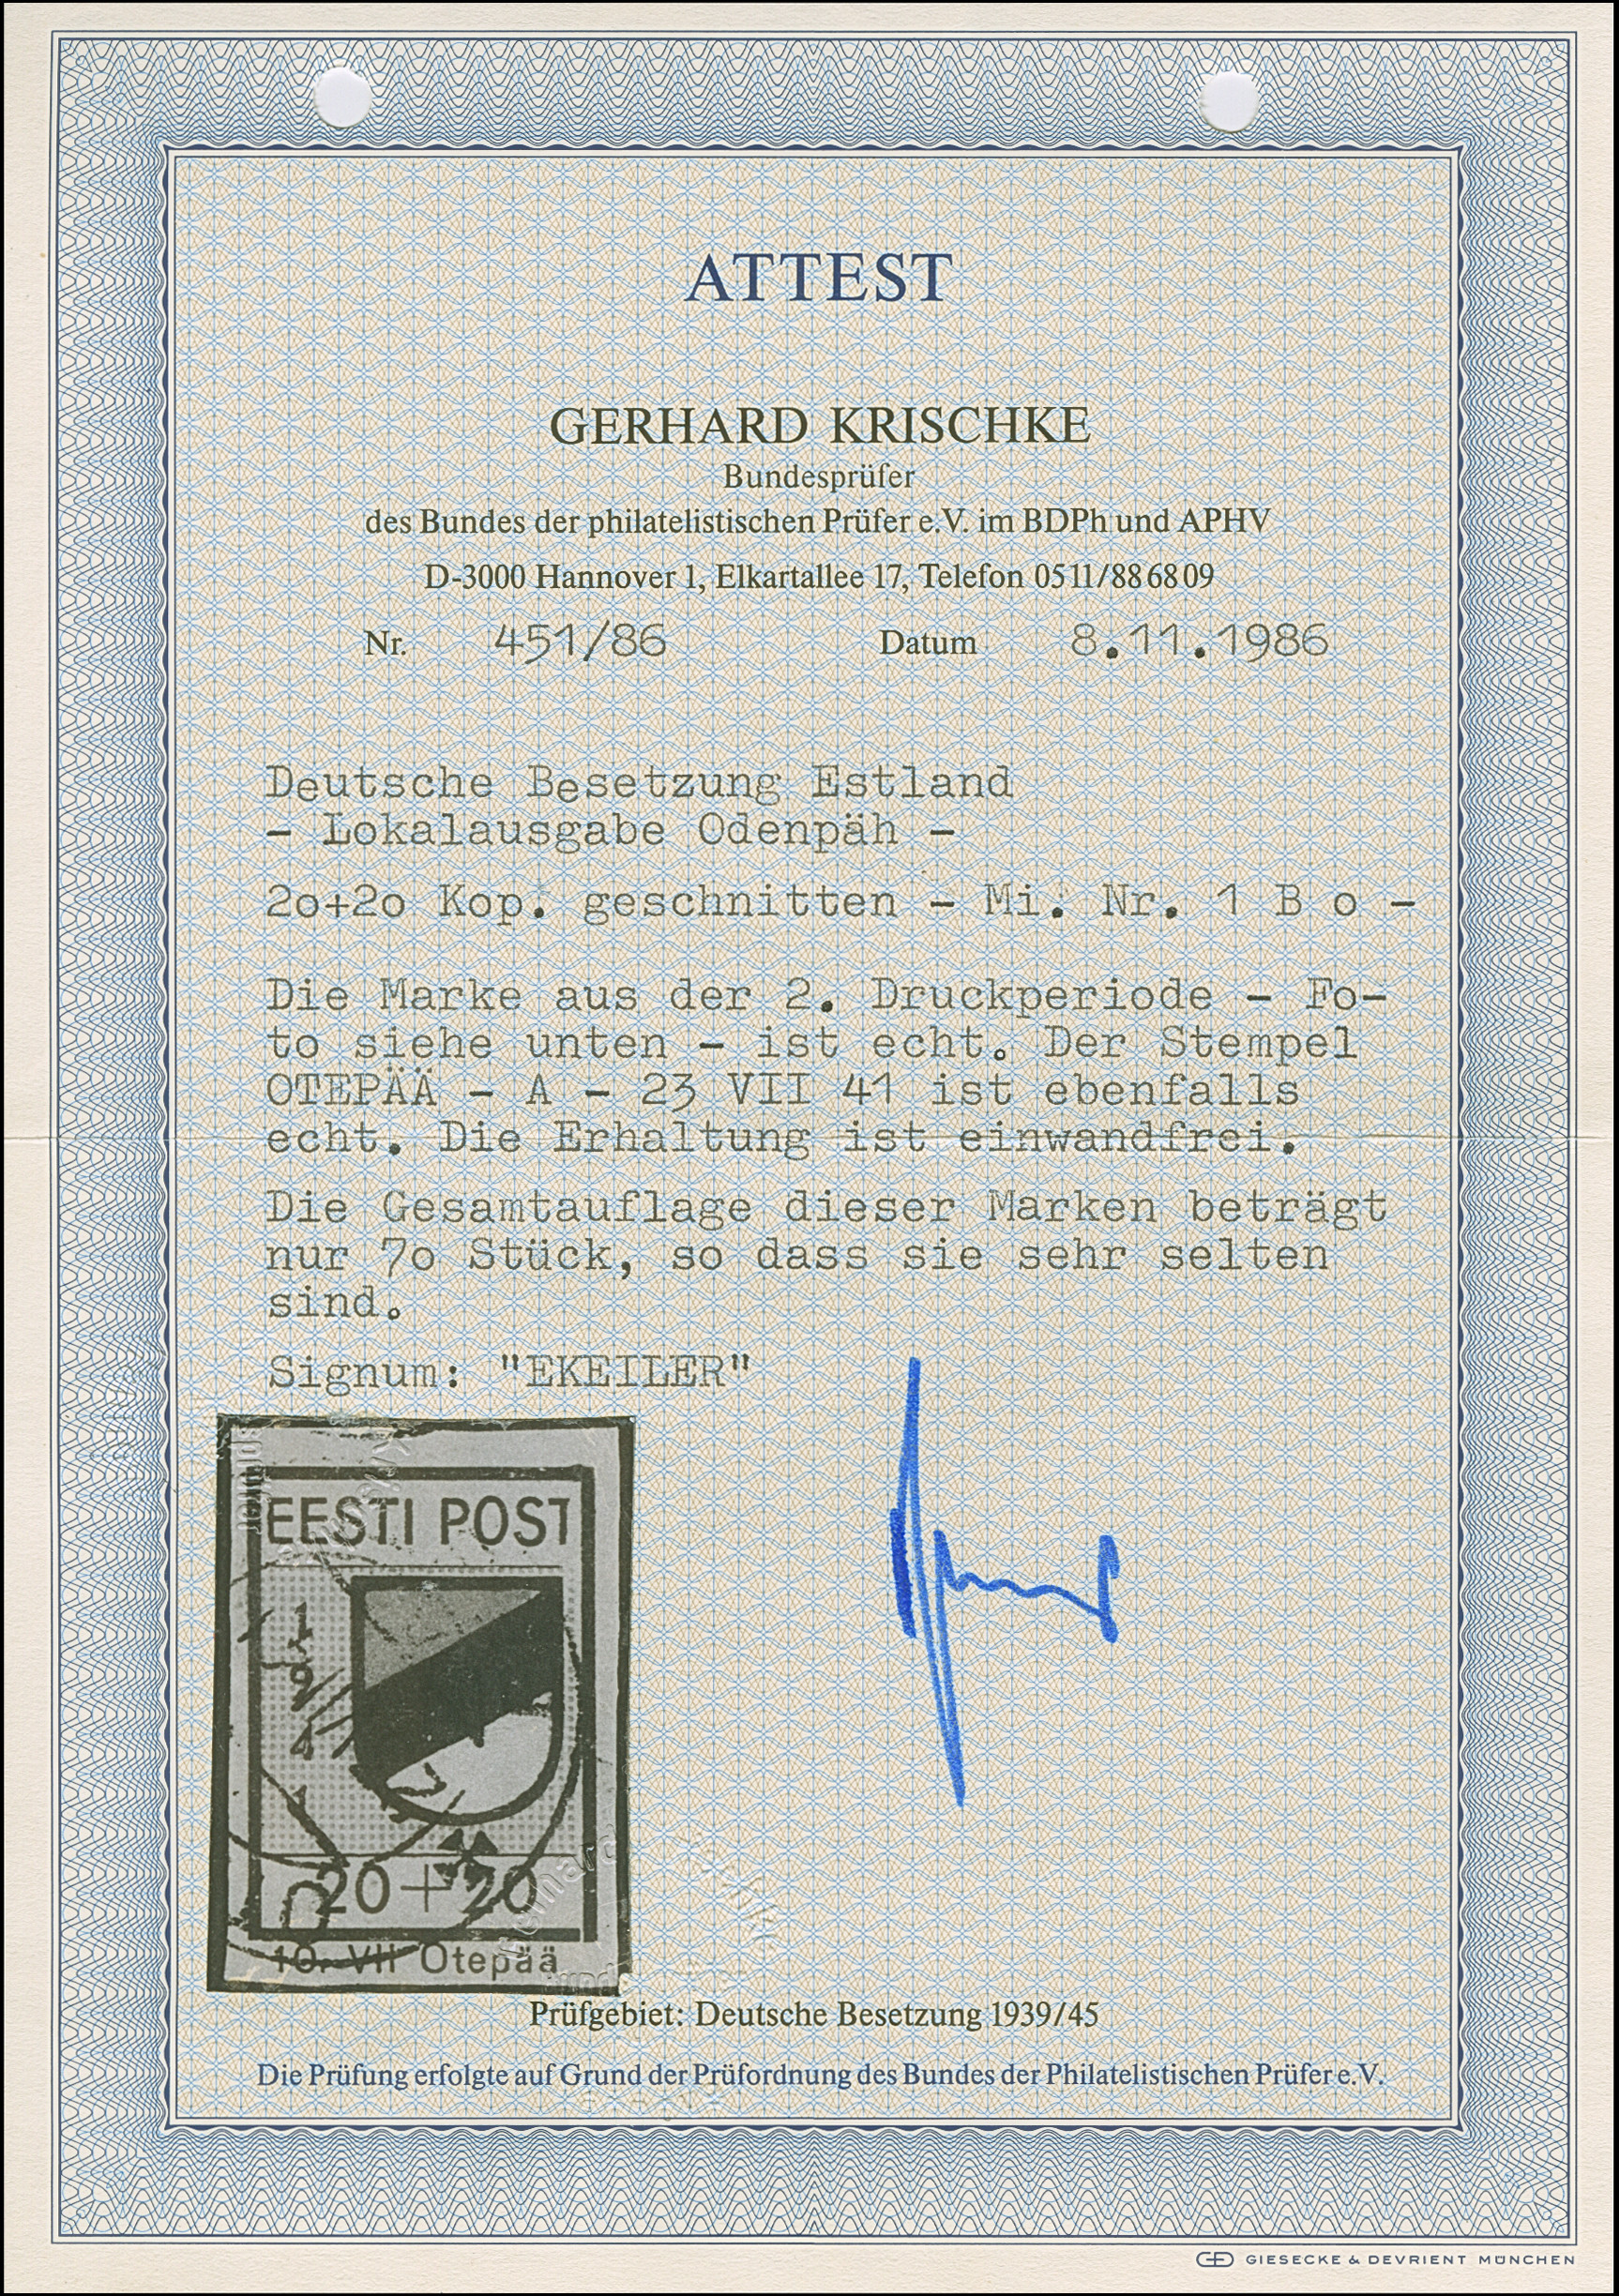 ATTEST
GERHARD KRISCHKE
Bundesprüfer
des Bundes der philatelistischen Prüfer e.V. im BDPh und APHV
D-3000 Hannover 1, Elkartallee 17, Telefon 0511/886809
Nr. 451/86 Datum 8.11.1986
Deutsche Besetzung Estland
- Lokalausgabe Odenpäh -
2o+2o Kop. geschnitten - Mi. Nr. 1 B o -
Die Marke aus der 2. Druckperiode - Fo-
to siehe unten - ist echt. Der Stempel
OTEPÄÄ - A - 23 VII 41 ist ebenfalls
echt. Die Erhaltung ist einwandfrei.
Die Gesamtauflage dieser Marken beträgt
nur 7o Stück, so dass sie sehr selten
sind.
Signum: "EKEILER"
EESTI POST
20+20
10. VII Otepää
Prüfgebiet: Deutsche Besetzung 1939/45
Die Prüfung erfolgte auf Grund der Prüfordnung des Bundes der Philatelistischen Prüfer e.V.
GIESECKE & DEVRIENT MÜNCHEN